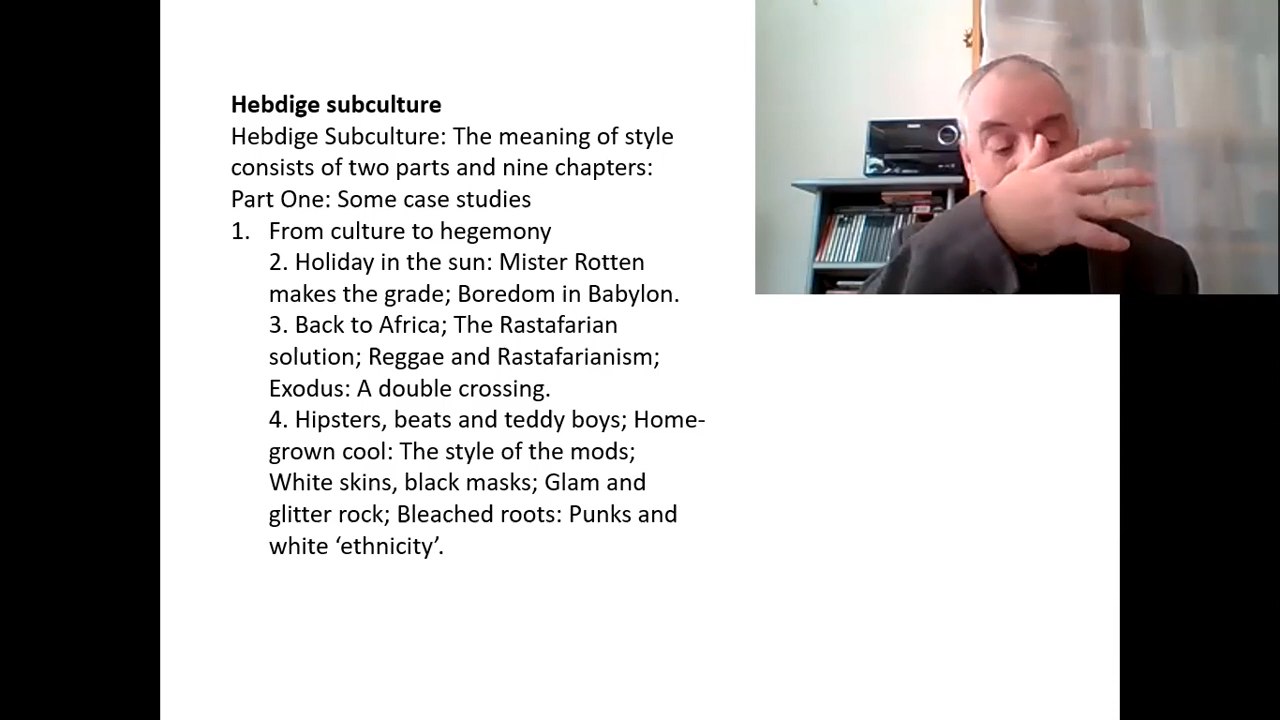 Hebdige subculture
Hebdige Subculture: The meaning of style
consists of two parts and nine chapters:
Part One: Some case studies
1. From culture to hegemony
2. Holiday in the sun: Mister Rotten
makes the grade; Boredom in Babylon.
3. Back to Africa; The Rastafarian
solution; Reggae and Rastafarianism;
Exodus: A double crossing.
4. Hipsters, beats and teddy boys; Home-
grown cool: The style of the mods;
White skins, black masks; Glam and
glitter rock; Bleached roots: Punks and
white ‘ethnicity’.